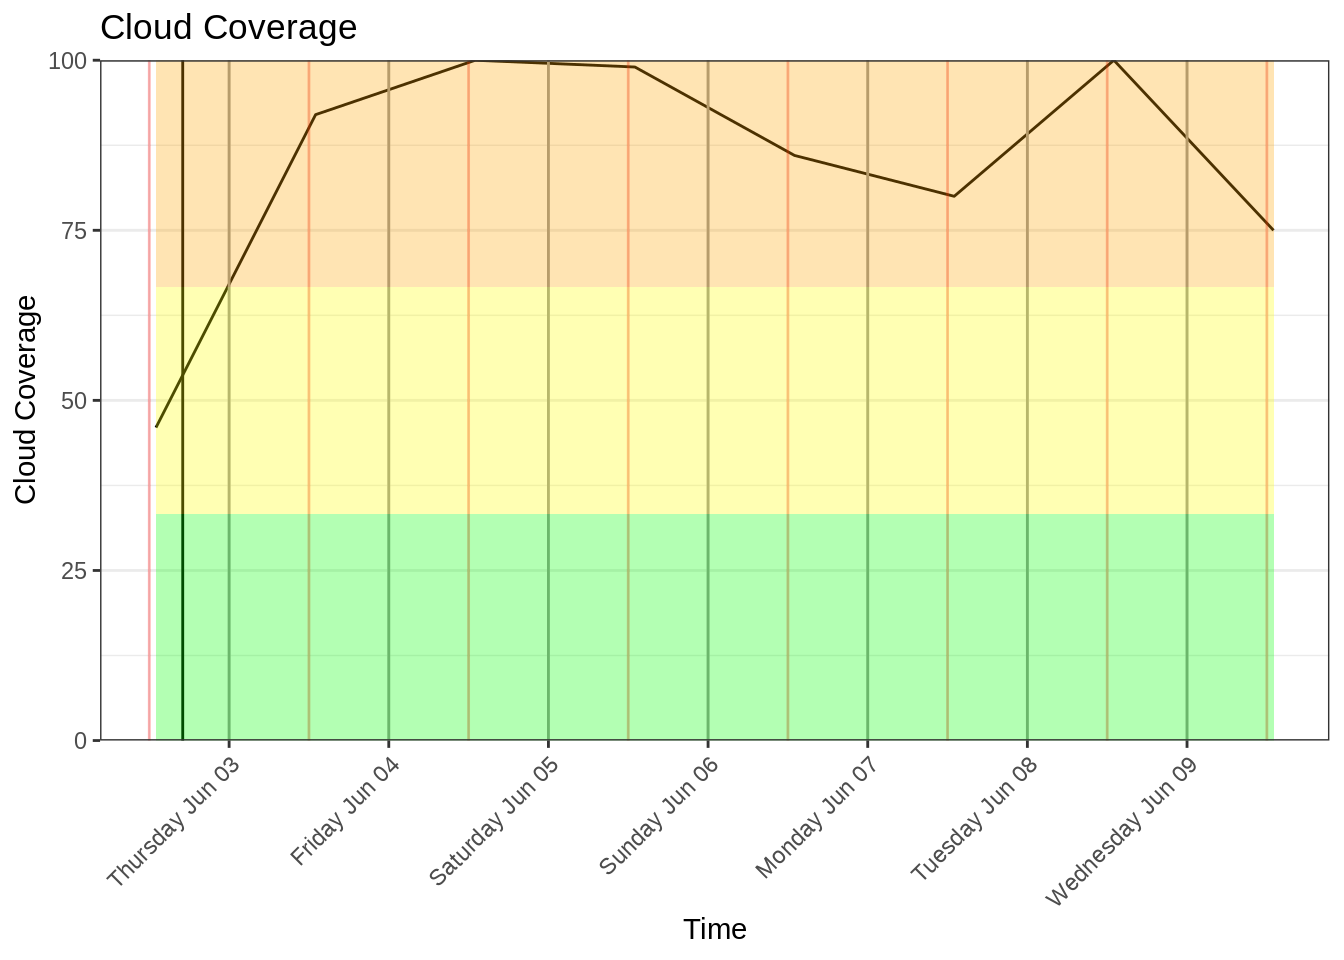 Cloud Coverage
Cloud Coverage
100
75
50
25
0
Thursday Jun 03
Friday Jun 04
Saturday Jun 05
Sunday Jun 06
Monday Jun 07
Tuesday Jun 08
Wednesday Jun 09
Time